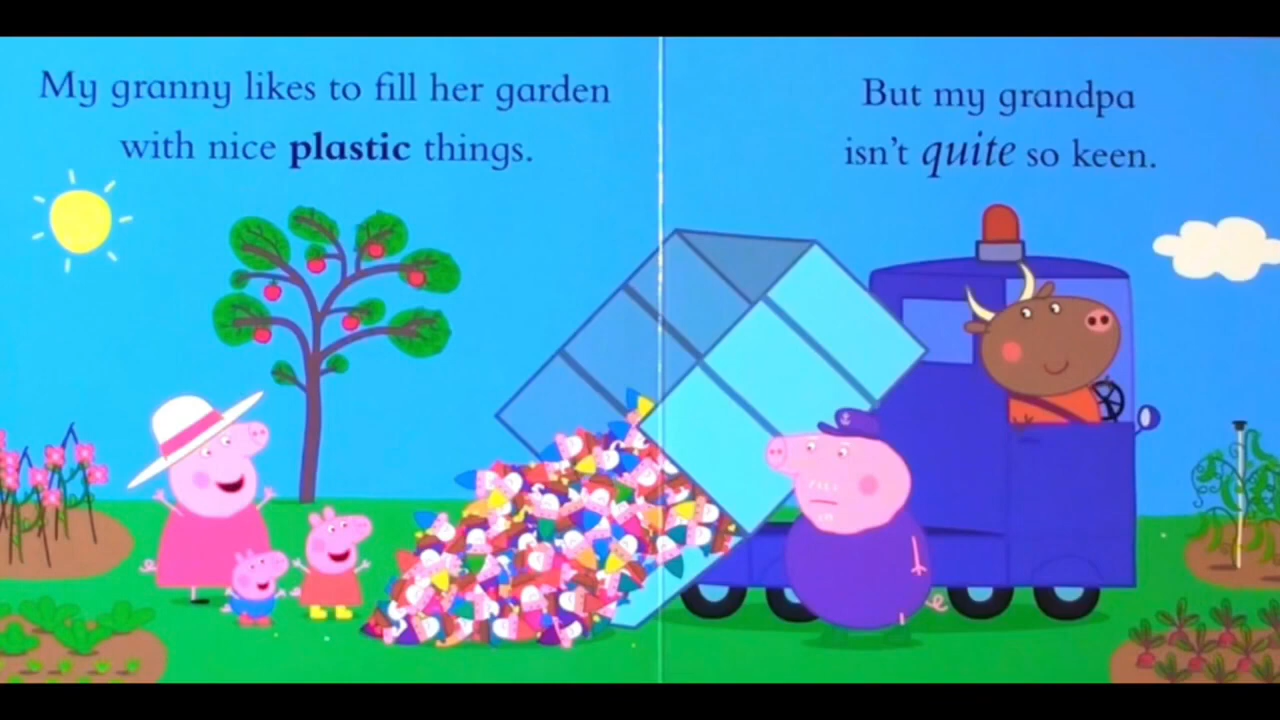 My granny likes to fill her garden
with nice plastic things.
But my grandpa
isn't quite so keen.